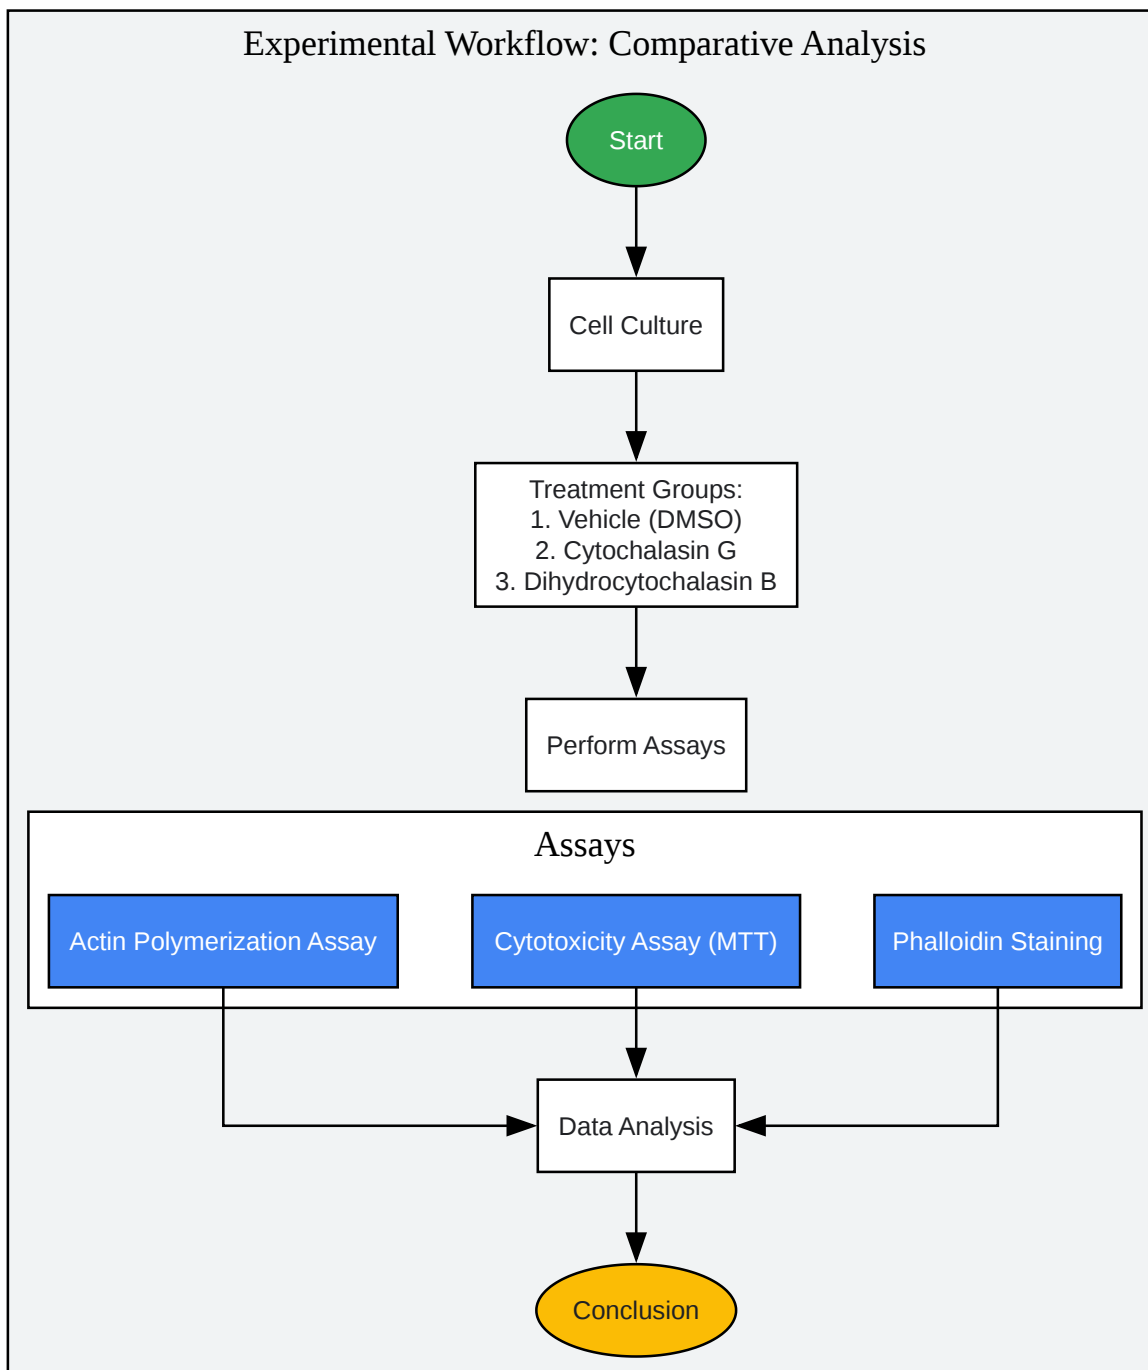 Experimental Workflow: Comparative Analysis
Start
Cell Culture
Treatment Groups:
1. Vehicle (DMSO)
2. Cytochalasin G
3. Dihydrocytochalasin B
Perform Assays
Assays
Actin Polymerization Assay
Cytotoxicity Assay (MTT)
Phalloidin Staining
Data Analysis
Conclusion